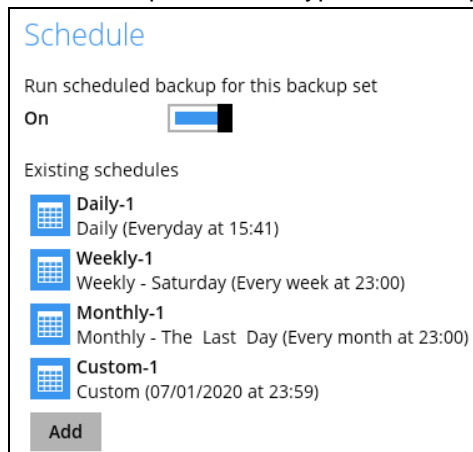 Schedule
Run scheduled backup for this backup set
On
Existing schedules
Daily-1
Daily (Everyday at 15:41)
Weekly-1
Weekly - Saturday (Every week at 23:00)
Monthly-1
Monthly - The Last Day (Every month at 23:00)
Custom-1
Custom (07/01/2020 at 23:59)
Add